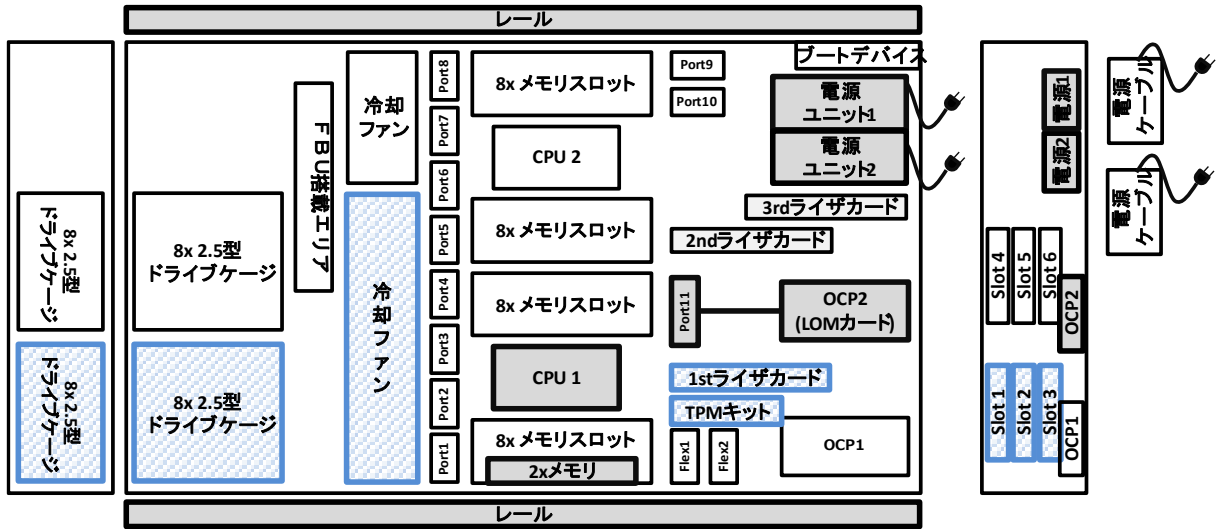 レール
8x 2.5型
ドライブケージ
8x 2.5型
ドライブケージ
8x 2.5型
ドライブケージ
8x 2.5型
ドライブケージ
FBU搭載エリア
冷却
ファン
冷却ファン
Port8
Port7
Port6
Port5
Port4
Port3
Port2
Port1
8x メモリスロット
CPU 2
8x メモリスロット
8x メモリスロット
CPU 1
8x メモリスロット
2xメモリ
Port9
Port10
ブートデバイス
電源
ユニット1
電源
ユニット2
3rdライザカード
2ndライザカード
Port11
OCP2
(LOMカード)
1stライザカード
TPMキット
Flex1
Flex2
OCP1
電源1
電源2
Slot 4
Slot 5
Slot 6
OCP2
Slot 1
Slot 2
Slot 3
OCP1
電源
ケーブル
電源
ケーブル
レール